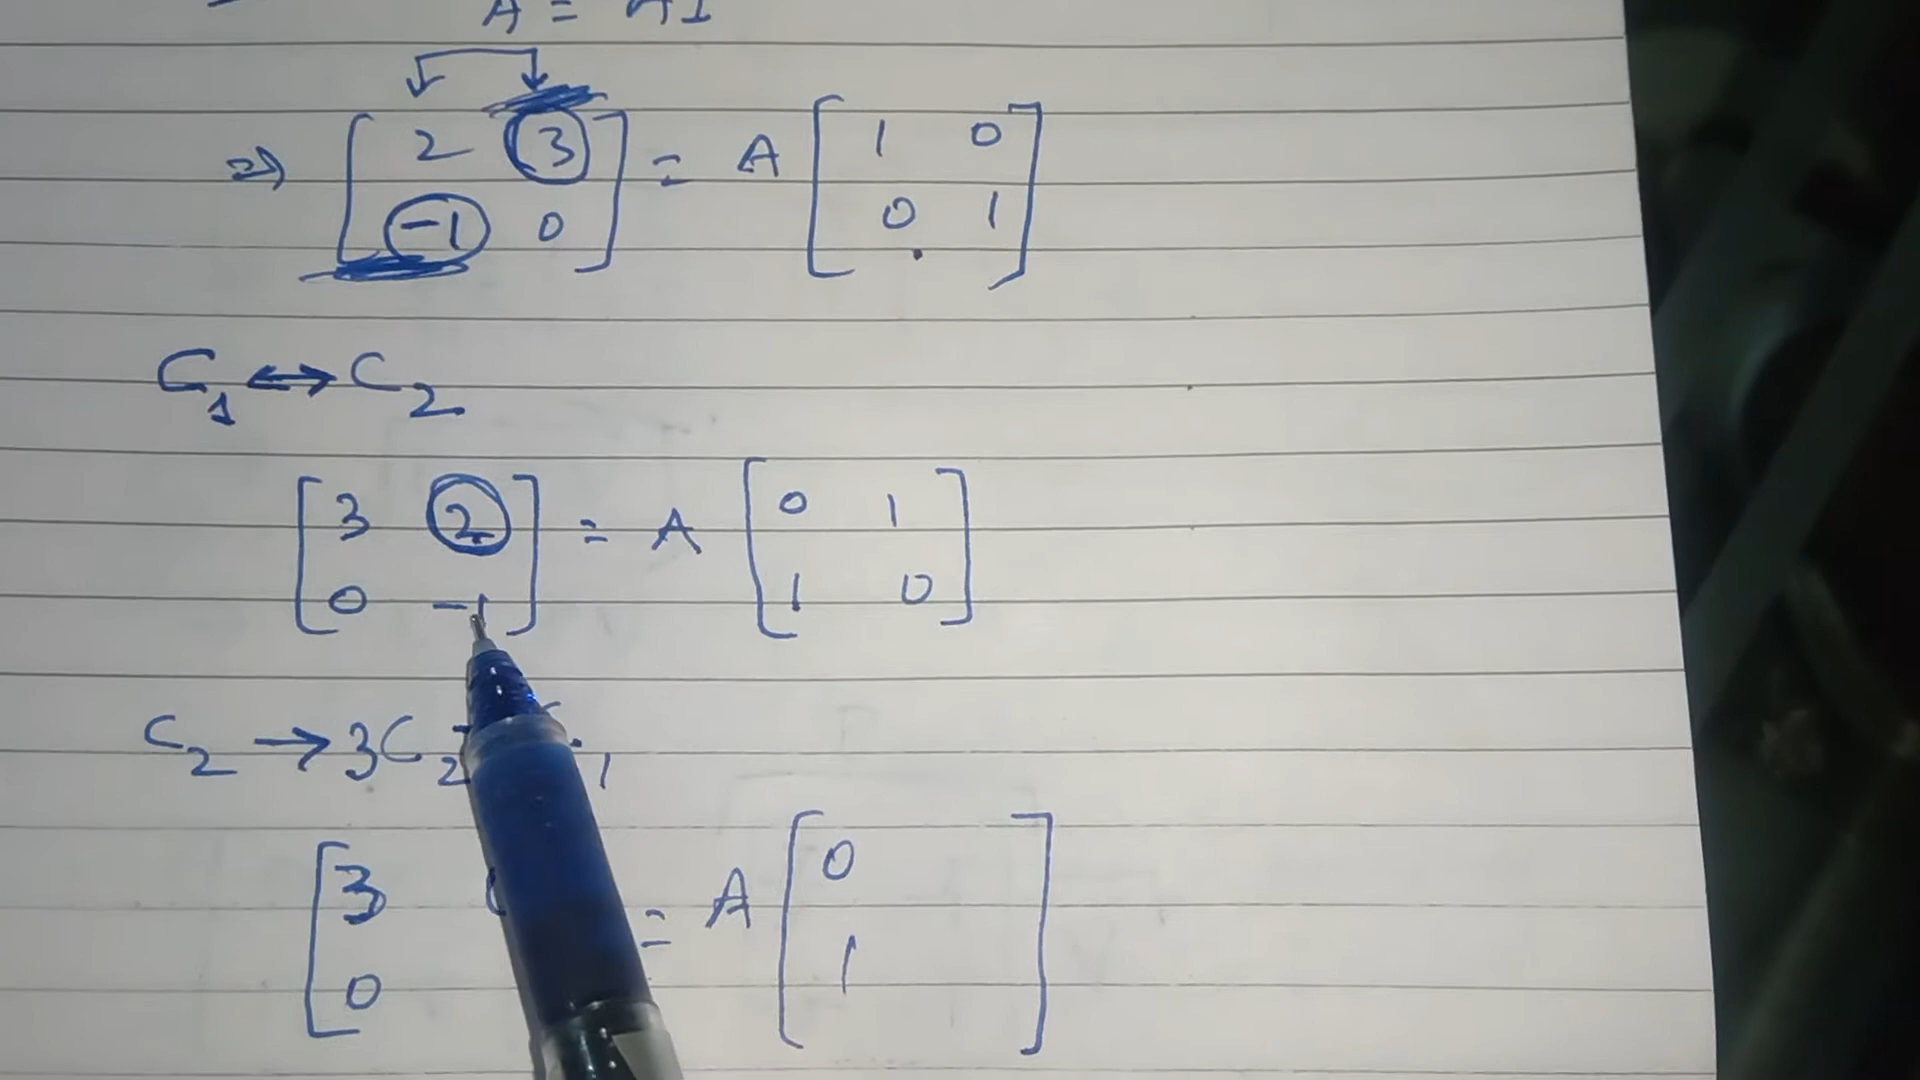 A = AI
⇒ [ 2 3 ] = A [ 1 0 ]
[ -1 0 ] [ 0 1 ]
C₁ ↔ C₂
[ 3 2 ] = A [ 0 1 ]
[ 0 -1 ] [ 1 0 ]
C₂ → 3C₂ 1
[ 3 = A [ 0 ]
[ 0 [ 1 ]